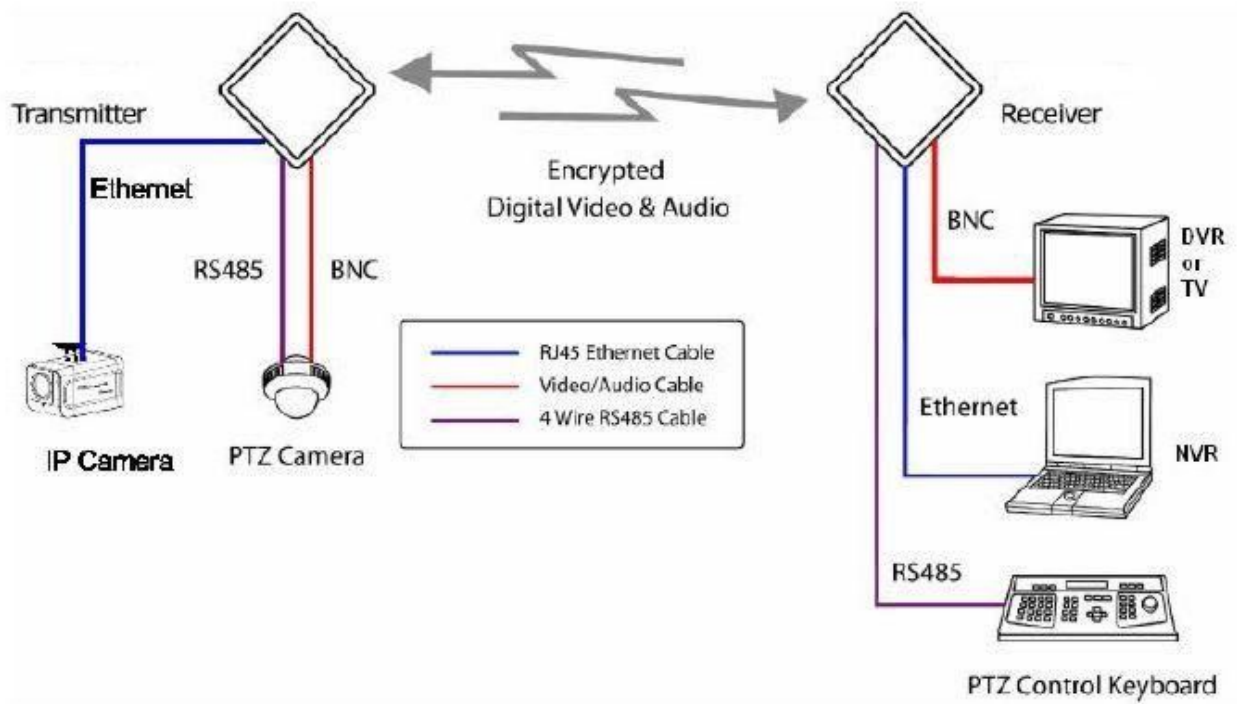 Transmitter
Ethernet
RS485
BNC
IP Camera
PTZ Camera
Encrypted
Digital Video & Audio
RJ45 Ethernet Cable
Video/Audio Cable
4 Wire RS485 Cable
Receiver
BNC
DVR
or
TV
Ethernet
NVR
RS485
PTZ Control Keyboard